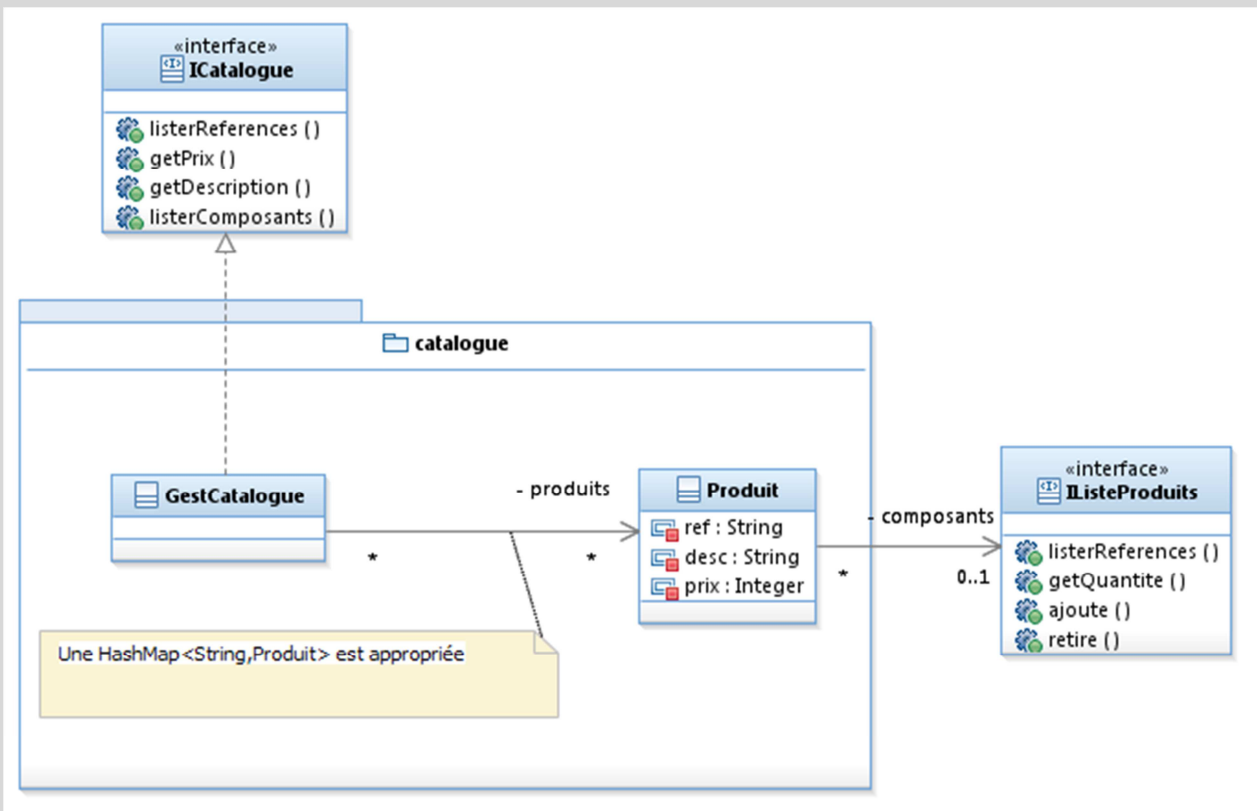 «interface»
ICatalogue
listerReferences ()
getPrix ()
getDescription ()
listerComposants ()
catalogue
GestCatalogue
- produits
*
*
Produit
ref : String
desc : String
prix : Integer
- composants
*
0..1
«interface»
IListeProduits
listerReferences ()
getQuantite ()
ajoute ()
retire ()
Une HashMap<String,Produit> est appropriée